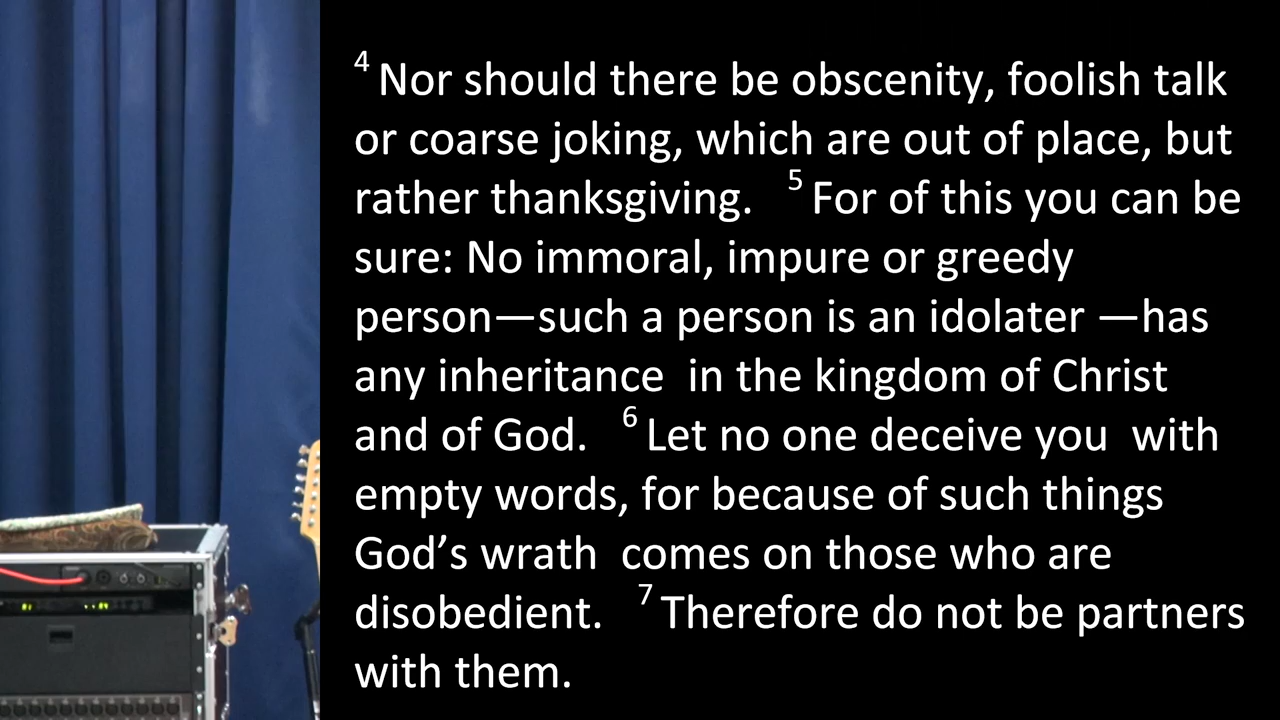 4 Nor should there be obscenity, foolish talk
or coarse joking, which are out of place, but
rather thanksgiving. 5 For of this you can be
sure: No immoral, impure or greedy
person—such a person is an idolater —has
any inheritance in the kingdom of Christ
and of God. 6 Let no one deceive you with
empty words, for because of such things
God’s wrath comes on those who are
disobedient. 7 Therefore do not be partners
with them.